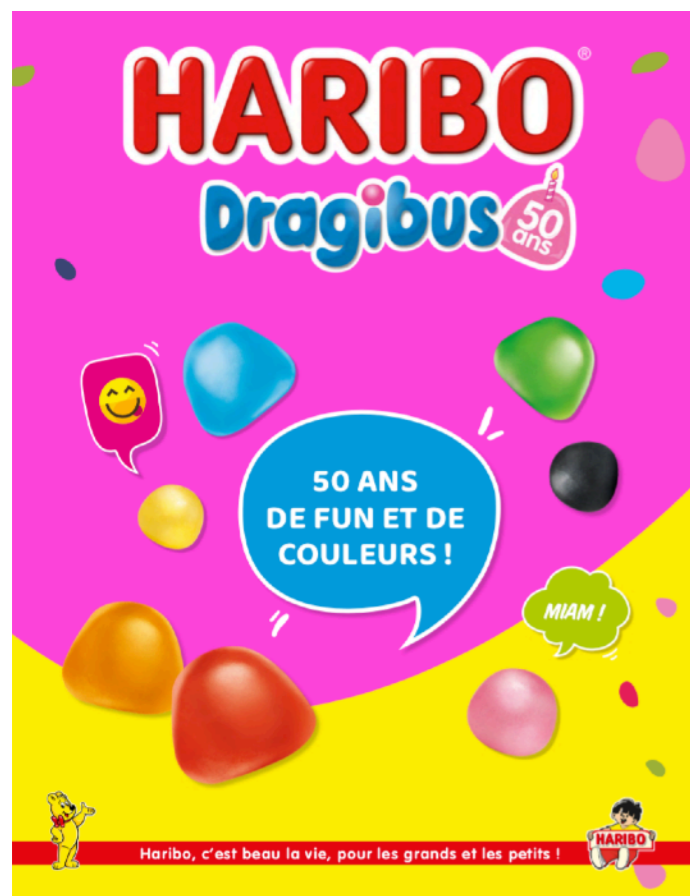 HARIBO®
Dragibus
50
ans
50 ANS
DE FUN ET DE
COULEURS !
MIAM !
Haribo, c'est beau la vie, pour les grands et les petits !
HARIBO